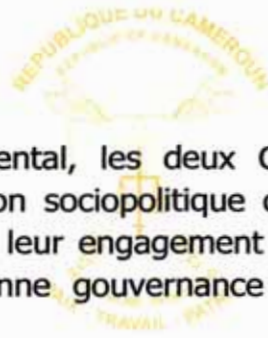 REPUBLIQUE DU CAMEROUN
REPUBLIC OF CAMEROON
ental, les deux
on sociopolitique
leur engagement
nne gouvernance
TRAVAIL